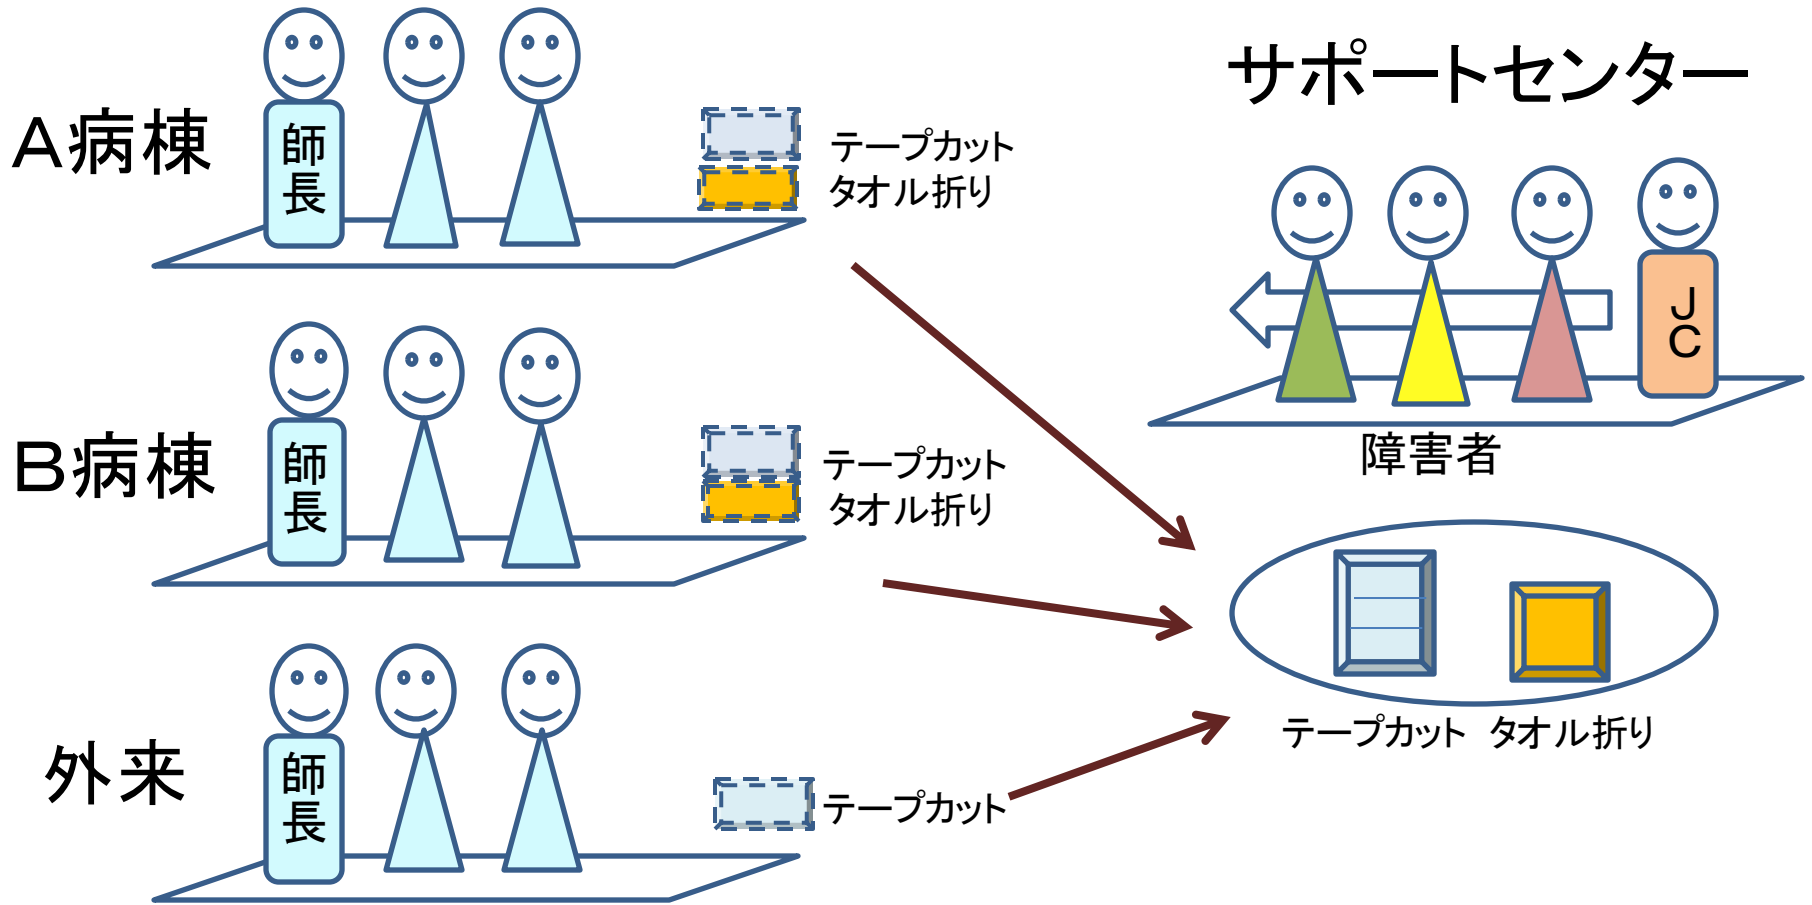 A病棟
師長
テープカット
タオル折り
B病棟
師長
テープカット
タオル折り
外来
師長
テープカット
サポートセンター
JC
障害者
テープカット タオル折り